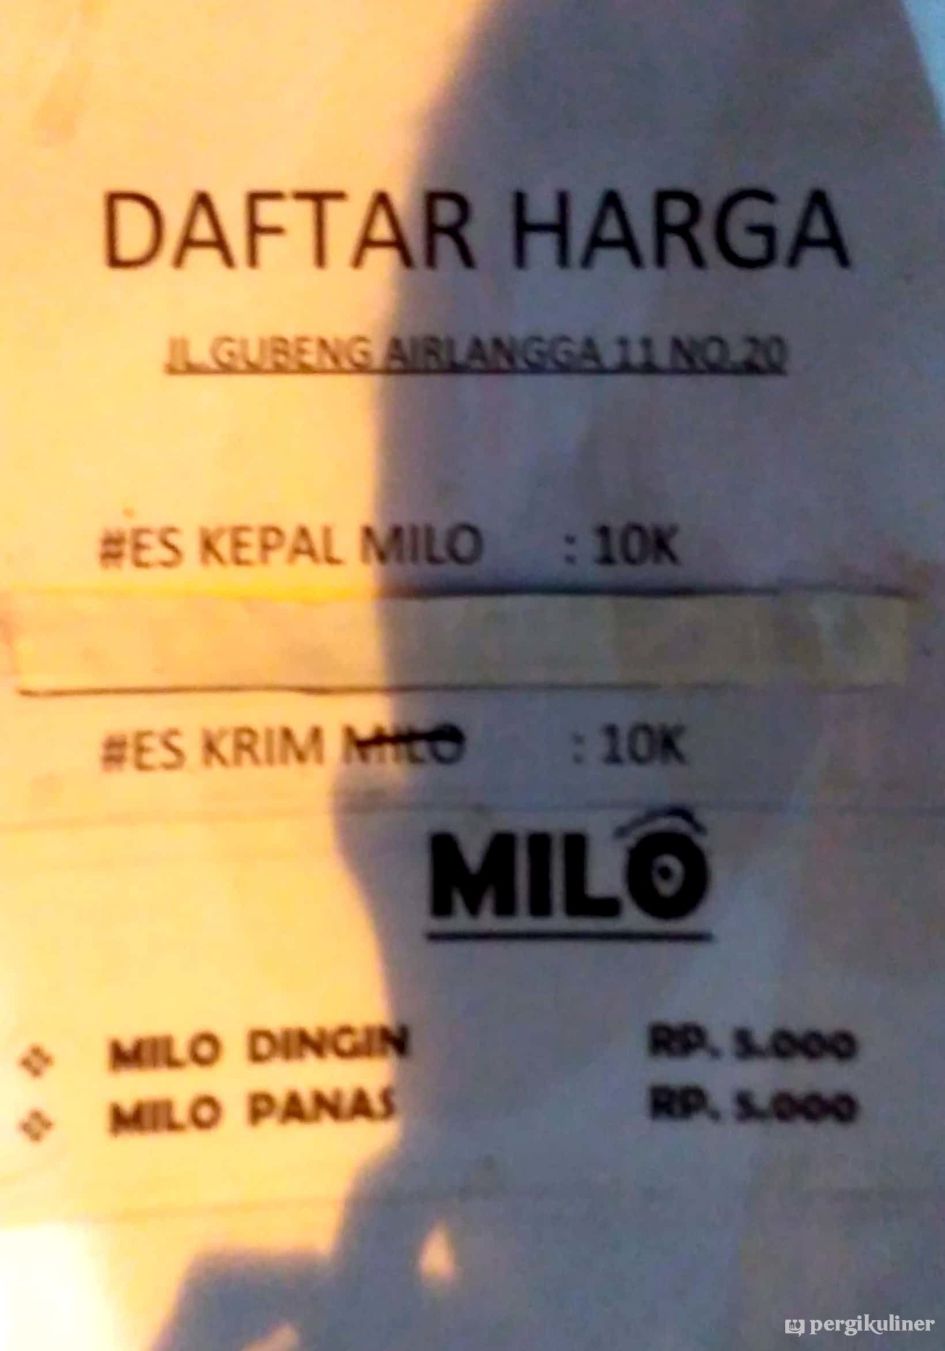 DAFTAR HARGA
JL.GUBENG AIRLANGGA 11 NO.20
#ES KEPAL MILO : 10K
#ES KRIM MILO : 10K
MILO
MILO DINGIN RP. 5.000
MILO PANAS RP. 5.000
pergikuliner